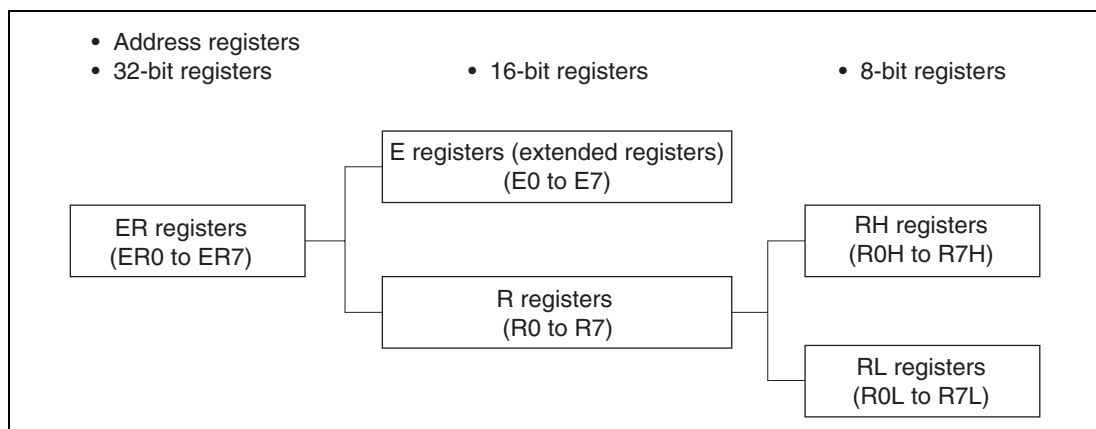 • Address registers
• 32-bit registers
• 16-bit registers
• 8-bit registers
E registers (extended registers)
(E0 to E7)
ER registers
(ER0 to ER7)
RH registers
(R0H to R7H)
R registers
(R0 to R7)
RL registers
(R0L to R7L)